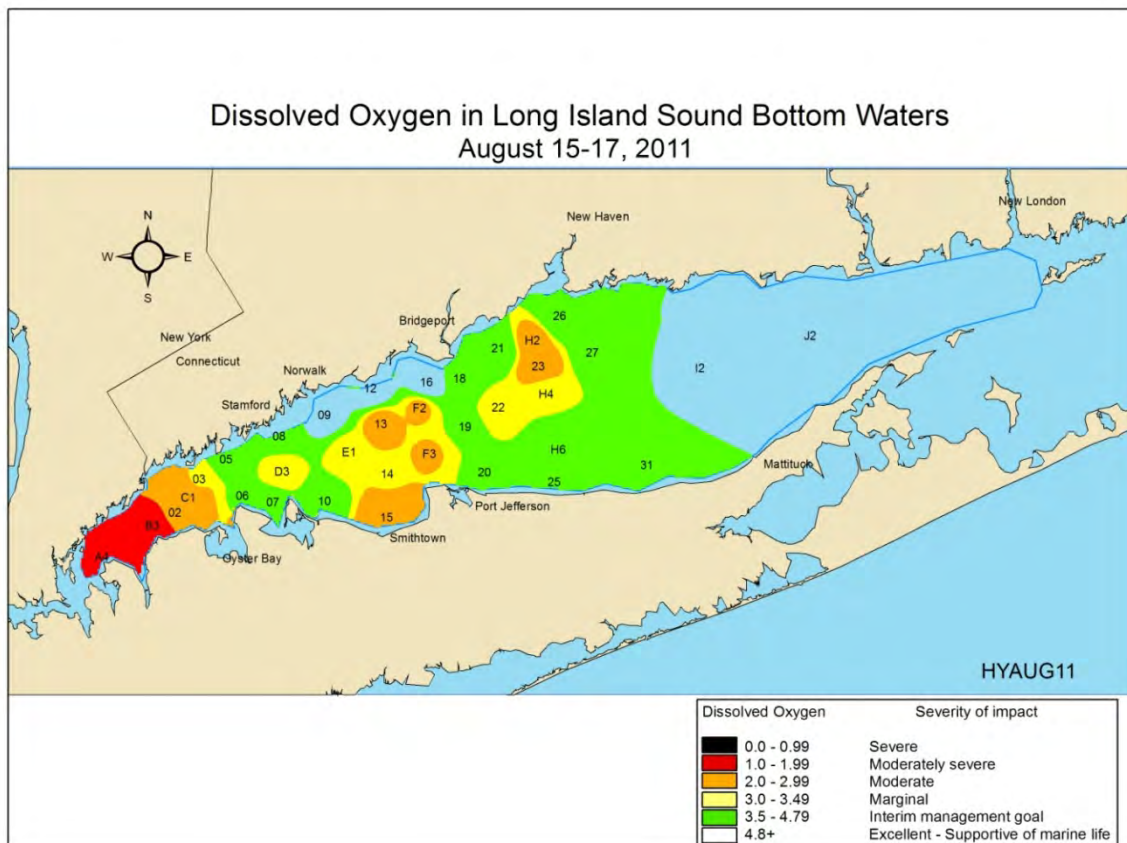 Dissolved Oxygen in Long Island Sound Bottom Waters
August 15-17, 2011
New London
New Haven
N
W E
S
Bridgeport
New York
Connecticut
Norwalk
Stamford
26
H2
21
27
23
J2
I2
18
16
12
H4
22
F2
09
13
19
08
E1
H6
05
F3
31
Mattituck
D3
14
20
03
25
C1
06
07
10
Port Jefferson
02
15
B3
Smithtown
A4
Oyster Bay
HYAUG11
Dissolved Oxygen Severity of impact
0.0 - 0.99 Severe
1.0 - 1.99 Moderately severe
2.0 - 2.99 Moderate
3.0 - 3.49 Marginal
3.5 - 4.79 Interim management goal
4.8+ Excellent - Supportive of marine life